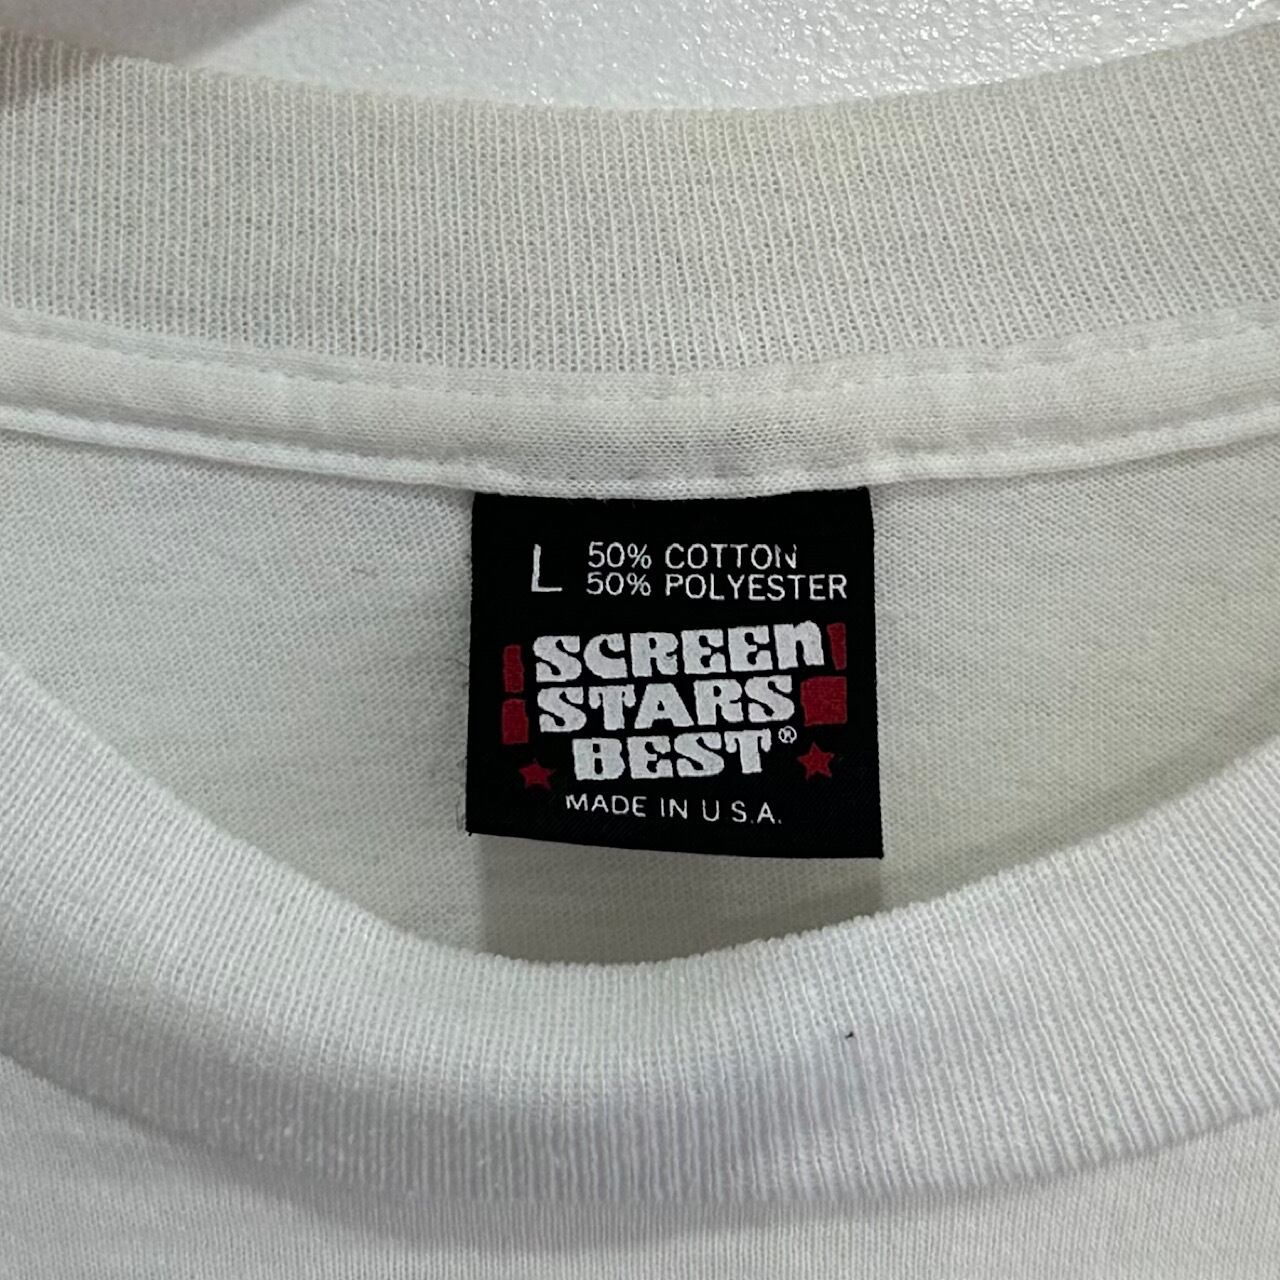 L 50% COTTON
50% POLYESTER
SCREEN
STARS
BEST®
MADE IN U.S.A.